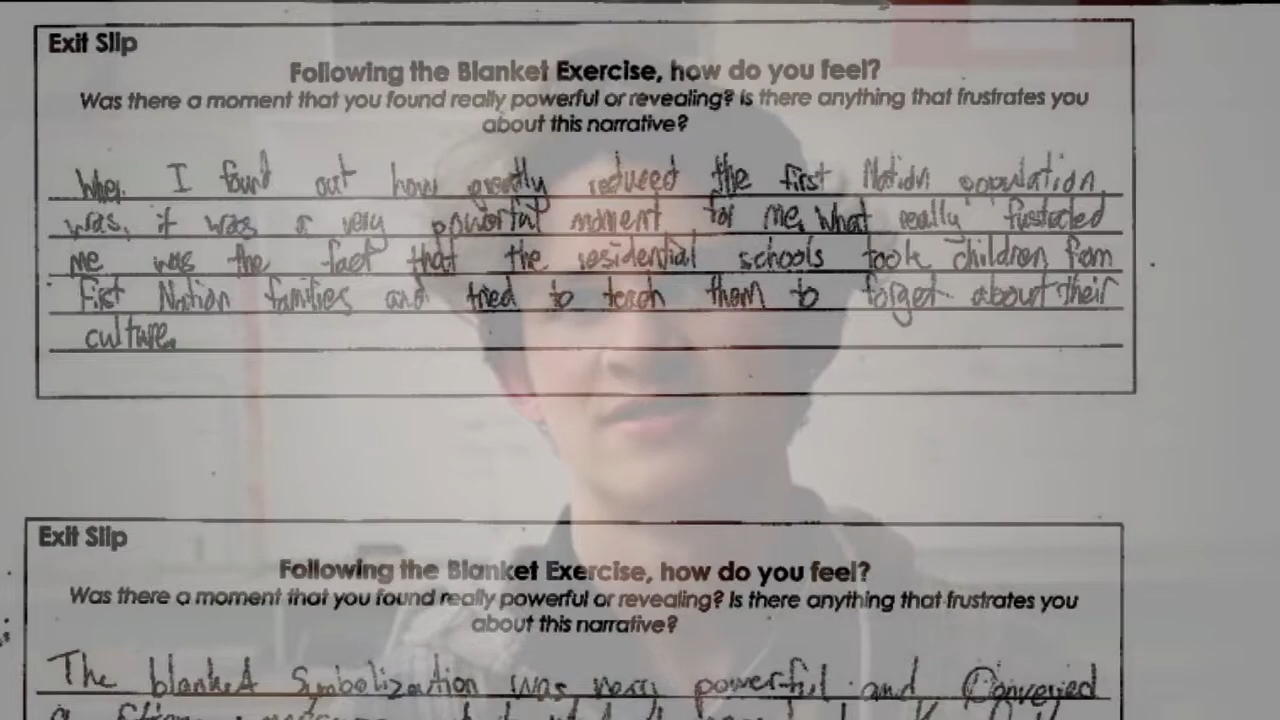 Exit Slip
Following the Blanket Exercise, how do you feel?
Was there a moment that you found really powerful or revealing? Is there anything that frustrates you
about this narrative?
When I found out how greatly reduced the first Nation population
was, it was a very powerful moment for me. What really frustected
me was the fact that the residential schools took children from
First Nation families and tried to teach them to forget about their
culture.
Exit Slip
Following the Blanket Exercise, how do you feel?
Was there a moment that you found really powerful or revealing? Is there anything that frustrates you
about this narrative?
The blanket Symbolization was very powerful and Conveyed
a